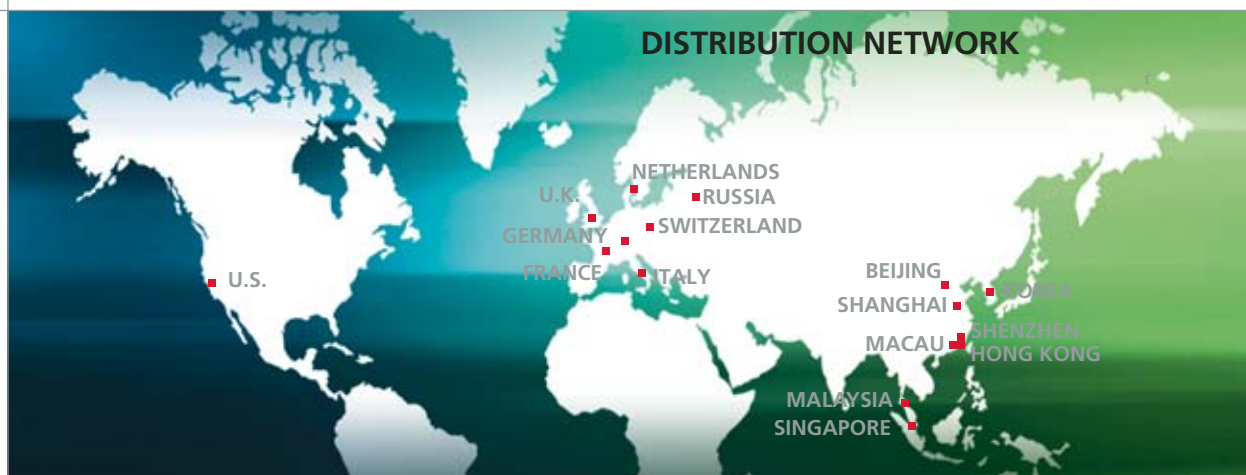 DISTRIBUTION NETWORK
NETHERLANDS
U.K.
RUSSIA
SWITZERLAND
GERMANY
FRANCE
ITALY
U.S.
BEIJING
KOREA
SHANGHAI
SHENZHEN
MACAU
HONG KONG
MALAYSIA
SINGAPORE